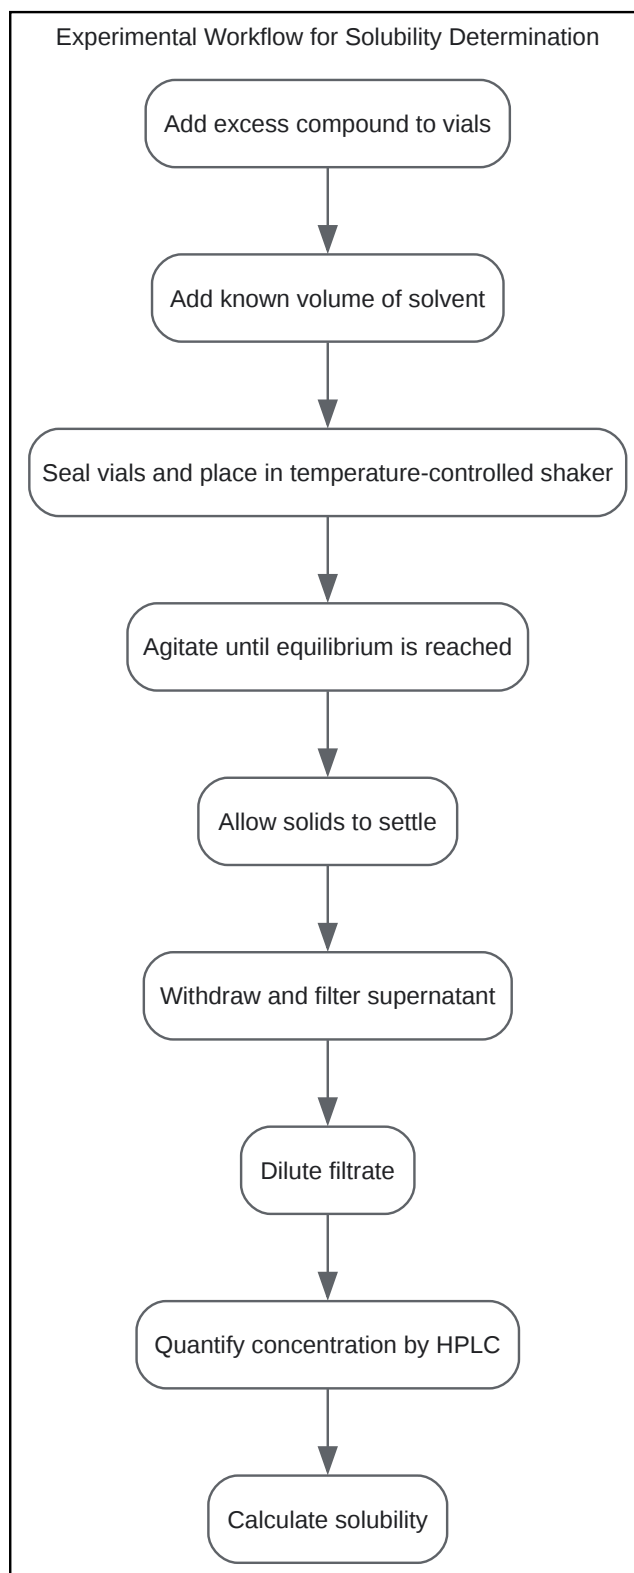 Experimental Workflow for Solubility Determination
Add excess compound to vials
Add known volume of solvent
Seal vials and place in temperature-controlled shaker
Agitate until equilibrium is reached
Allow solids to settle
Withdraw and filter supernatant
Dilute filtrate
Quantify concentration by HPLC
Calculate solubility